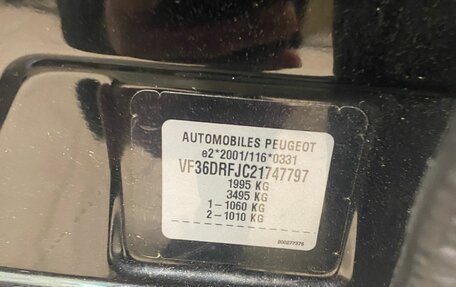 AUTOMOBILES PEUGEOT
e2*2001/116*0331
VF36DRFJC21747797
1995 KG
3495 KG
1-1060 KG
2-1010 KG